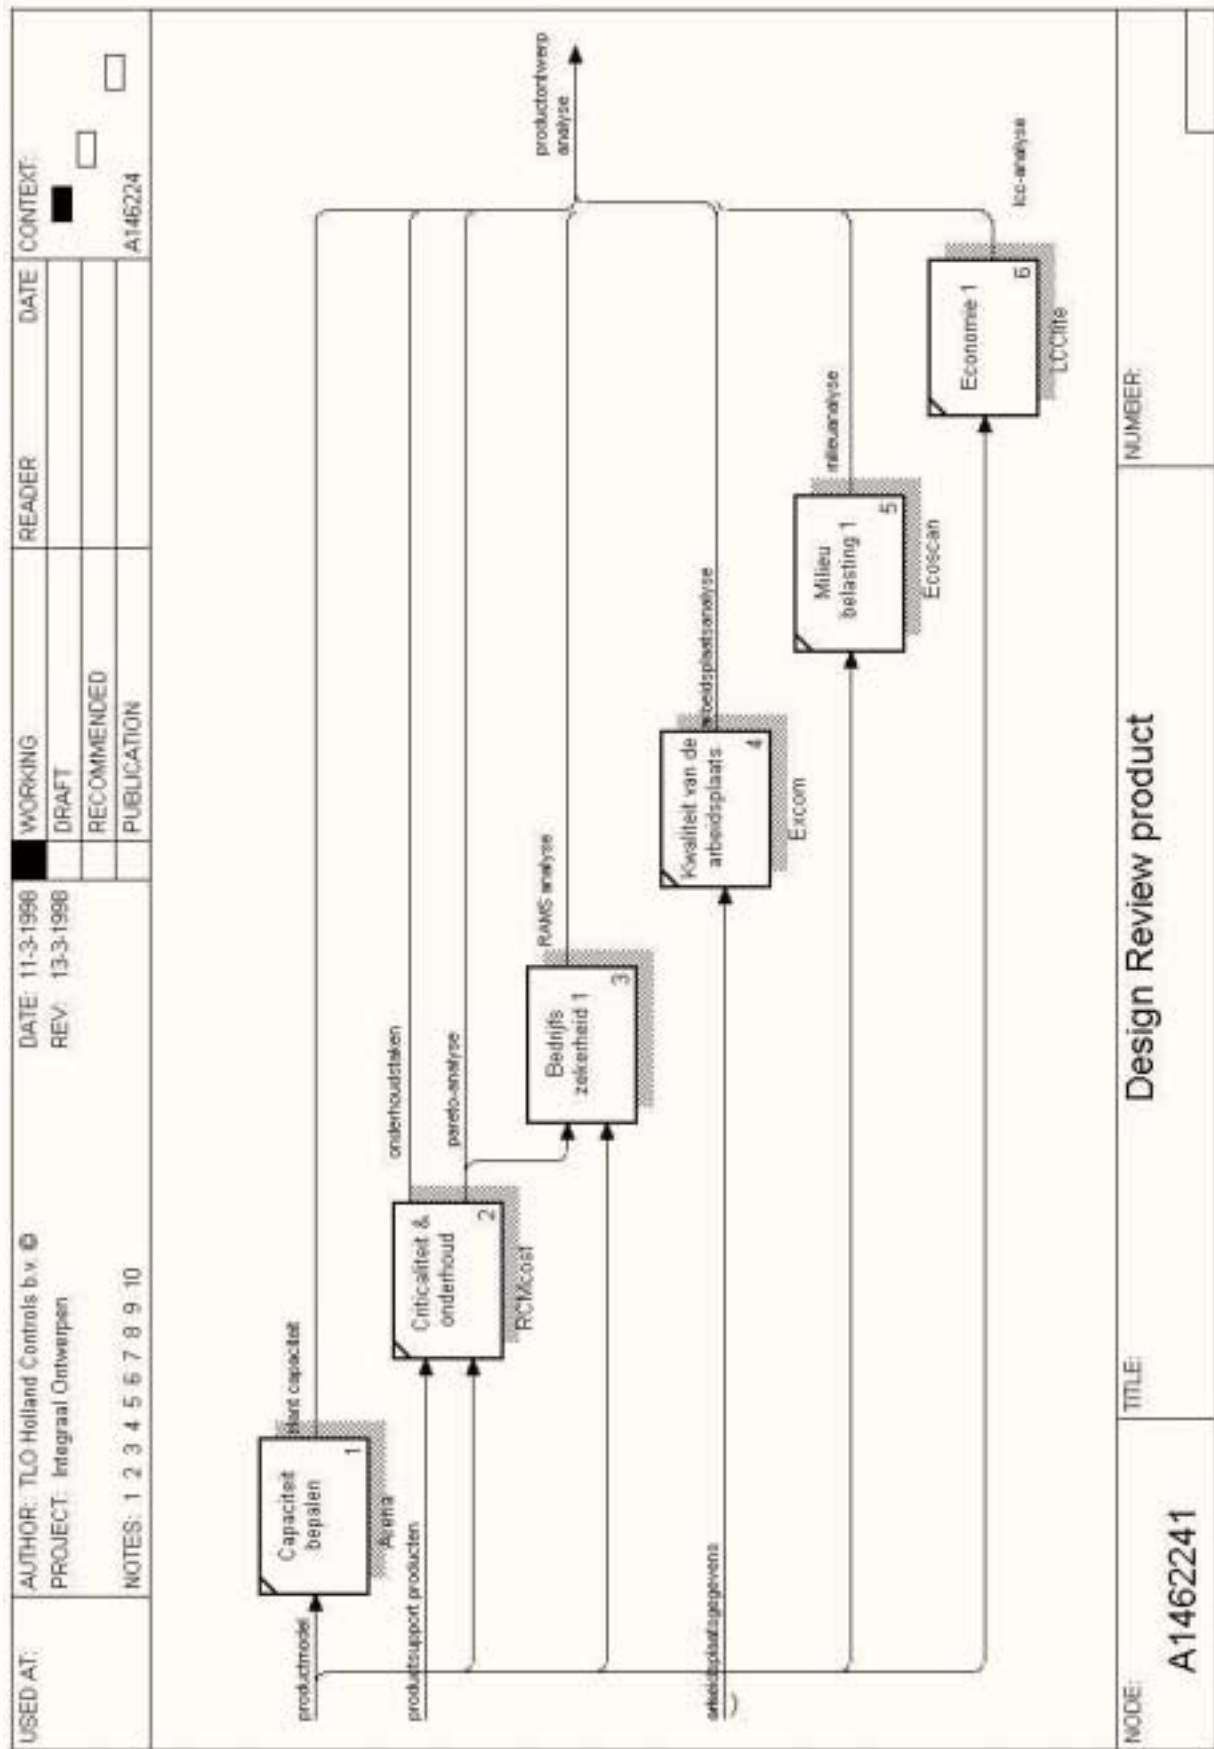 USED AT:
AUTHOR: TLO Holland Controls b.v. ©
PROJECT: Integraal Ontwerpen
NOTES: 1 2 3 4 5 6 7 8 9 10
DATE: 11-3-1998
REV: 13-3-1998
WORKING
DRAFT
RECOMMENDED
PUBLICATION
READER
DATE
CONTEXT:
A146224
productmodel
productsupport producten
arbeidsplaatsgegevens
Capaciteit
bepalen
1
Arena
plant capaciteit
Criticaliteit &
onderhoud
2
RCMcost
onderhoudstaken
pareto-analyse
Bedrijfs
zekerheid 1
3
RAMS analyse
Kwaliteit van de
arbeidsplaats
4
Excom
arbeidsplaatsanalyse
Milieu
belasting 1
5
Ecoscan
milieuanalyse
Economie 1
6
LCClite
lcc-analyse
productontwerp
analyse
NODE:
A1462241
TITLE:
Design Review product
NUMBER: